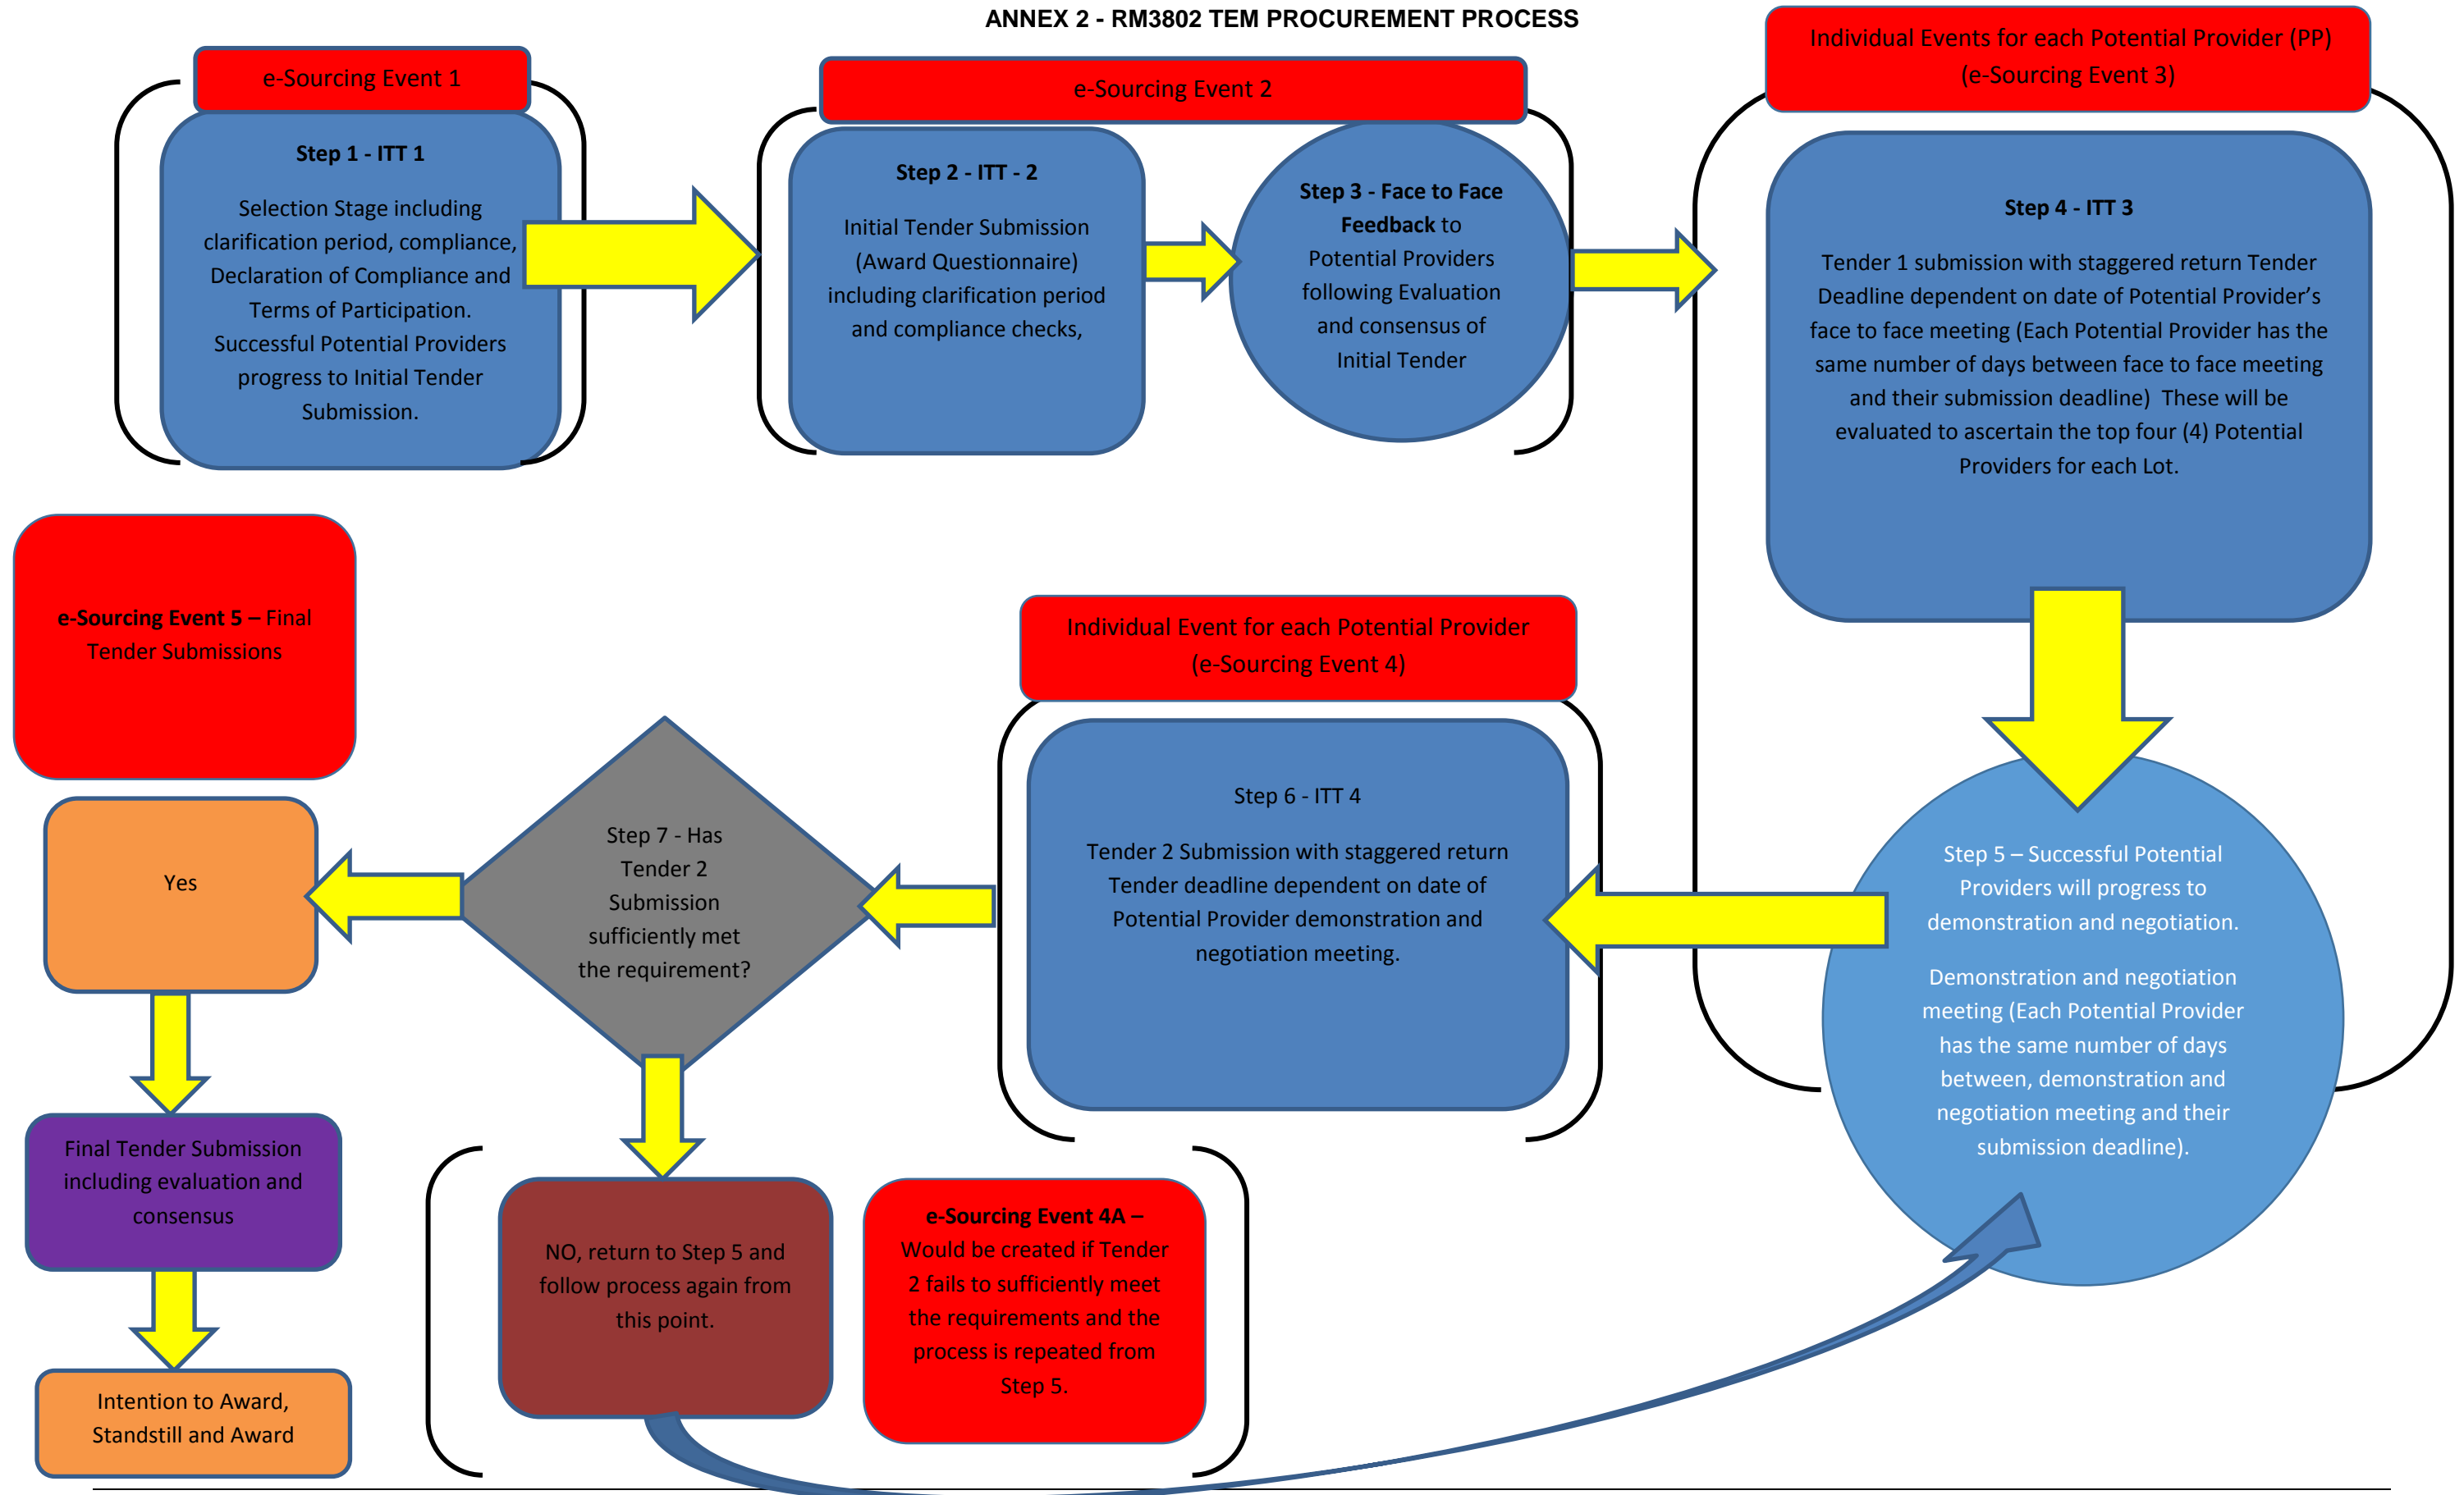 ANNEX 2 - RM3802 TEM PROCUREMENT PROCESS
e-Sourcing Event 1
Step 1 - ITT 1
Selection Stage including
clarification period, compliance,
Declaration of Compliance and
Terms of Participation.
Successful Potential Providers
progress to Initial Tender
Submission.
e-Sourcing Event 2
Step 2 - ITT - 2
Initial Tender Submission
(Award Questionnaire)
including clarification period
and compliance checks,
Step 3 - Face to Face
Feedback to
Potential Providers
following Evaluation
and consensus of
Initial Tender
Individual Events for each Potential Provider (PP)
(e-Sourcing Event 3)
Step 4 - ITT 3
Tender 1 submission with staggered return Tender
Deadline dependent on date of Potential Provider’s
face to face meeting (Each Potential Provider has the
same number of days between face to face meeting
and their submission deadline)  These will be
evaluated to ascertain the top four (4) Potential
Providers for each Lot.
Step 5 – Successful Potential
Providers will progress to
demonstration and negotiation.
Demonstration and negotiation
meeting (Each Potential Provider
has the same number of days
between, demonstration and
negotiation meeting and their
submission deadline).
Individual Event for each Potential Provider
(e-Sourcing Event 4)
Step 6 - ITT 4
Tender 2 Submission with staggered return
Tender deadline dependent on date of
Potential Provider demonstration and
negotiation meeting.
Step 7 - Has
Tender 2
Submission
sufficiently met
the requirement?
NO, return to Step 5 and
follow process again from
this point.
e-Sourcing Event 4A –
Would be created if Tender
2 fails to sufficiently meet
the requirements and the
process is repeated from
Step 5.
e-Sourcing Event 5 – Final
Tender Submissions
Yes
Final Tender Submission
including evaluation and
consensus
Intention to Award,
Standstill and Award